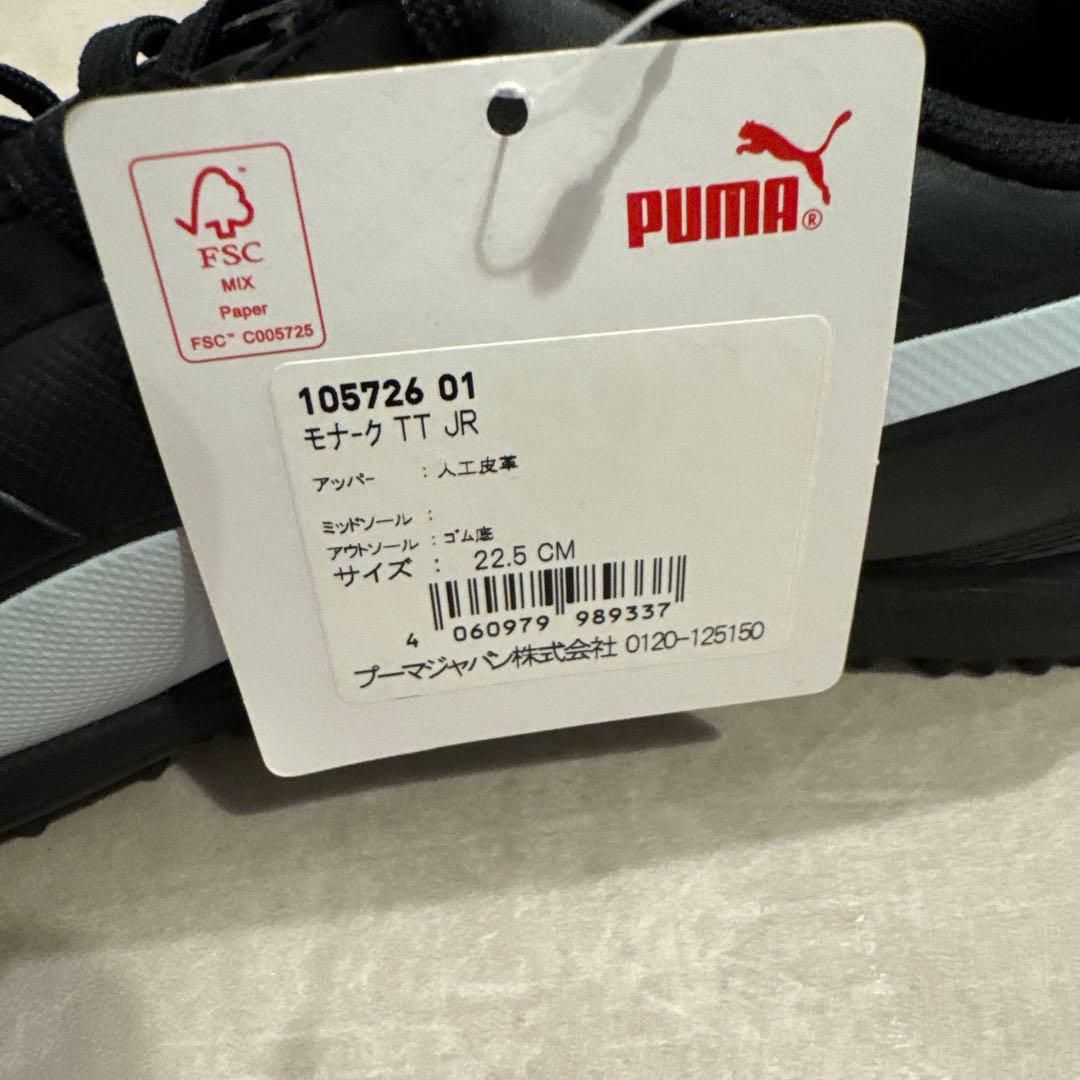 FSC
MIX
Paper
FSC™ C005725
PUMA®
105726 01
モナーク TT JR
アッパー : 人工皮革
ミッドソール :
アウトソール : ゴム底
サイズ : 22.5 CM
4 060979 989337
プーマジャパン株式会社 0120-125150